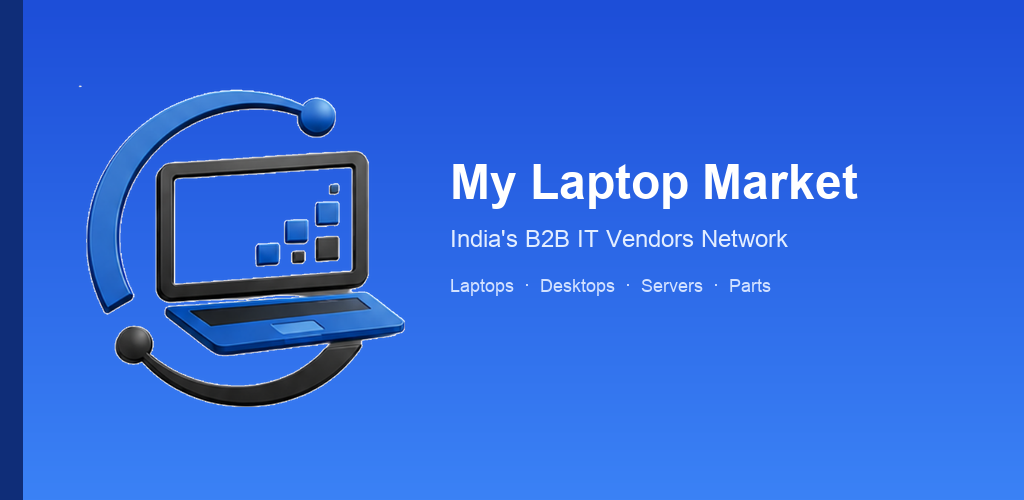 My Laptop Market
India's B2B IT Vendors Network
Laptops · Desktops · Servers · Parts